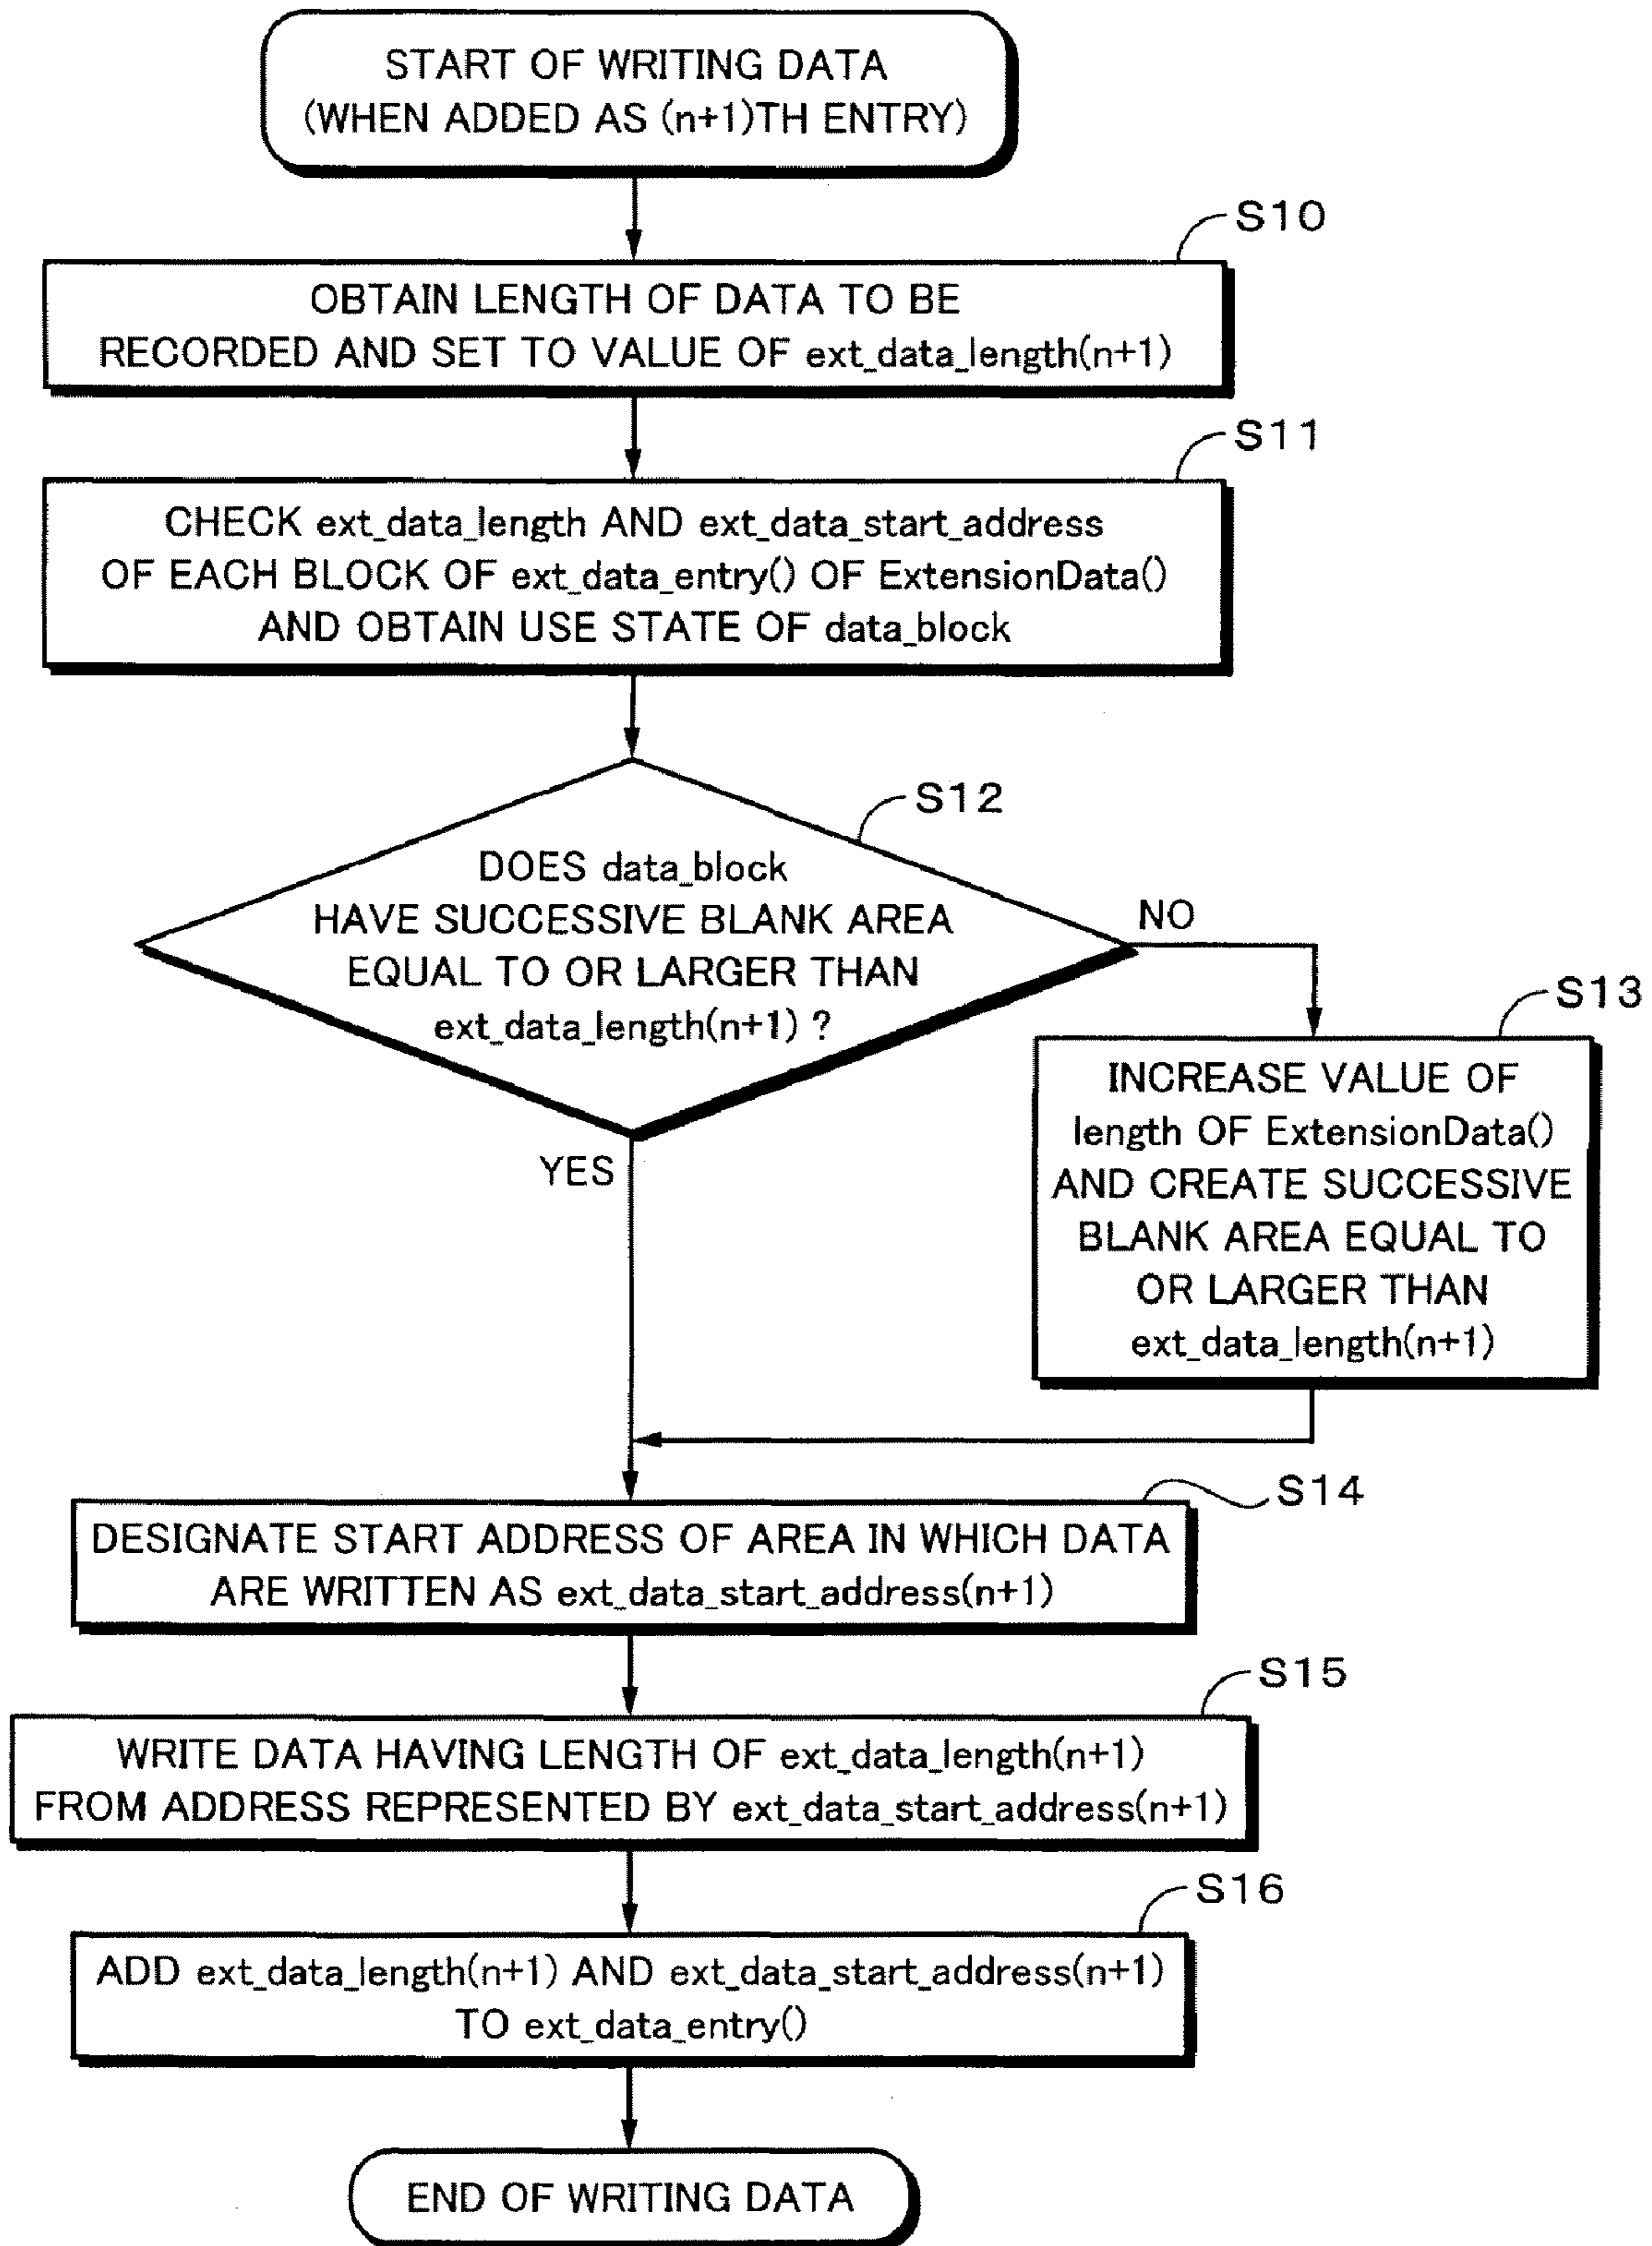 START OF WRITING DATA
(WHEN ADDED AS (n+1)TH ENTRY)
S10
OBTAIN LENGTH OF DATA TO BE
RECORDED AND SET TO VALUE OF ext_data_length(n+1)
S11
CHECK ext_data_length AND ext_data_start_address
OF EACH BLOCK OF ext_data_entry() OF ExtensionData()
AND OBTAIN USE STATE OF data_block
S12
DOES data_block
HAVE SUCCESSIVE BLANK AREA
EQUAL TO OR LARGER THAN
ext_data_length(n+1) ?
NO
YES
S13
INCREASE VALUE OF
length OF ExtensionData()
AND CREATE SUCCESSIVE
BLANK AREA EQUAL TO
OR LARGER THAN
ext_data_length(n+1)
S14
DESIGNATE START ADDRESS OF AREA IN WHICH DATA
ARE WRITTEN AS ext_data_start_address(n+1)
S15
WRITE DATA HAVING LENGTH OF ext_data_length(n+1)
FROM ADDRESS REPRESENTED BY ext_data_start_address(n+1)
S16
ADD ext_data_length(n+1) AND ext_data_start_address(n+1)
TO ext_data_entry()
END OF WRITING DATA